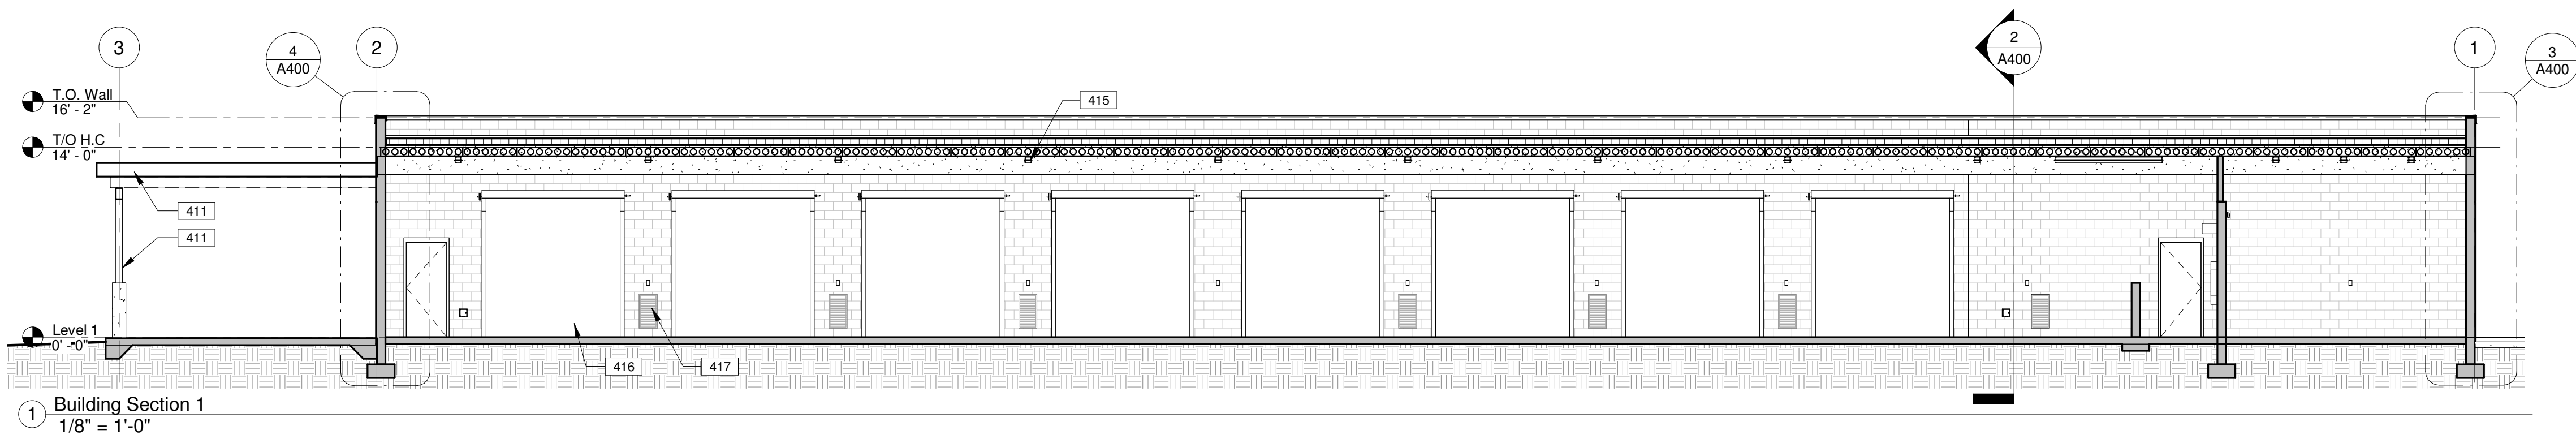 3
4
A400
2
2
A400
1
3
A400
T.O. Wall
16' - 2"
415
T/O H.C
14' - 0"
411
411
Level 1
0' - 0"
416
417
1
Building Section 1
1/8" = 1'-0"